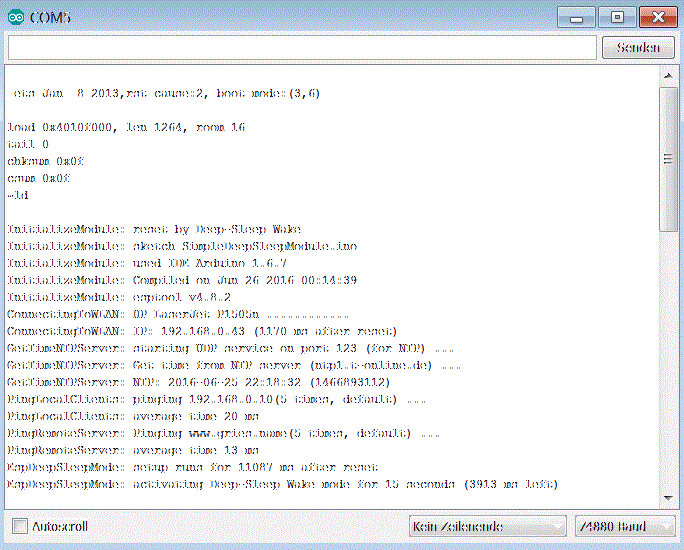 COM5
Senden
ets Jan  8 2013,rst cause:2, boot mode:(3,6)
load 0x4010f000, len 1264, room 16
tail 0
chksum 0x0f
csum 0x0f
~ld
InitializeModule: reset by Deep-Sleep Wake
InitializeModule: sketch SimpleDeepSleepModule.ino
InitializeModule: used IDE Arduino 1.6.7
InitializeModule: Compiled on Jun 26 2016 00:14:39
InitializeModule: esptool v4.8.2
ConnectingToWLAN: HP LaserJet P1505n .............
ConnectingToWLAN: IP: 192.168.0.43 (1170 ms after reset)
GetTimeNTPServer: starting UDP service on port 123 (for NTP) ...
GetTimeNTPServer: Get time from NTP server (ntp1.t-online.de) ...
GetTimeNTPServer: NTP: 2016-06-25 22:18:32 (1466893112)
PingLocalClients: pinging 192.168.0.10(5 times, default) ...
PingLocalClients: average time 20 ms
PingRemoteServer: Pinging www.gries.name(5 times, default) ...
PingRemoteServer: average time 13 ms
EspDeepSleepMode: setup runs for 11087 ms after reset
EspDeepSleepMode: activating Deep-Sleep Wake mode for 15 seconds (3913 ms left)
Autoscroll
Kein Zeilenende
74880 Baud